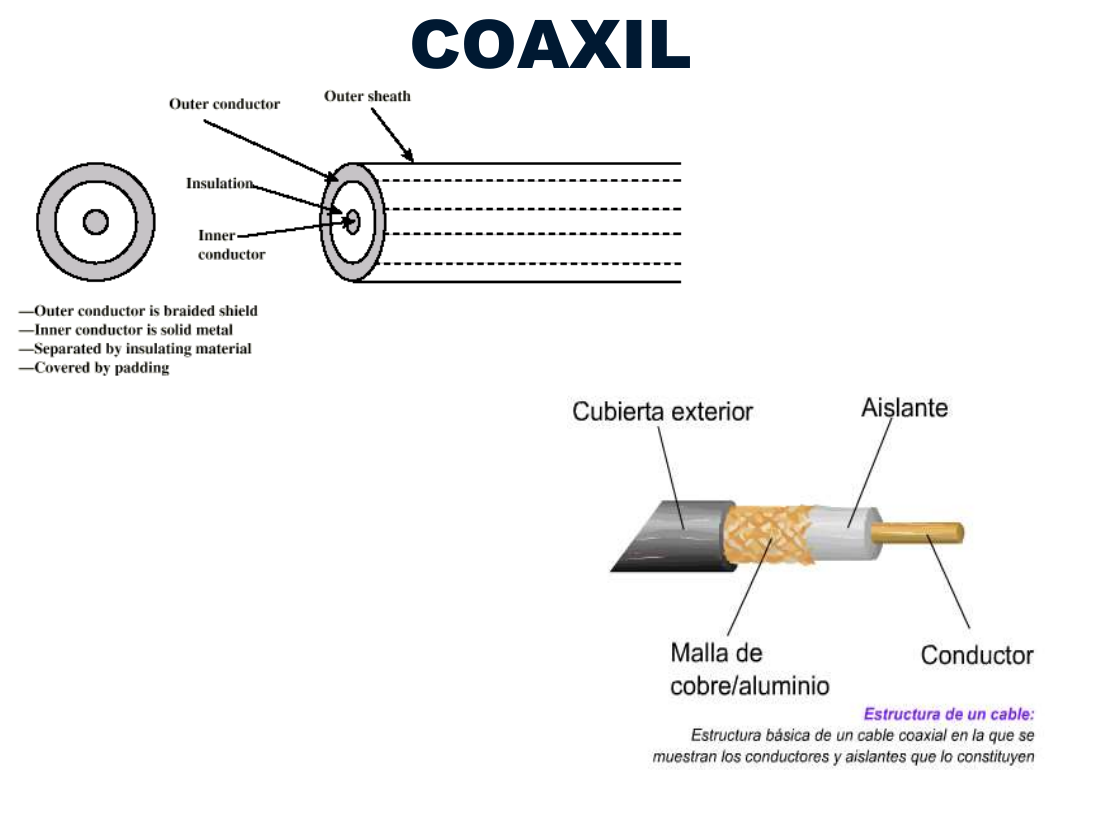 COAXIL
Outer conductor
Outer sheath
Insulation
Inner
conductor
—Outer conductor is braided shield
—Inner conductor is solid metal
—Separated by insulating material
—Covered by padding
Cubierta exterior
Aislante
Malla de
cobre/aluminio
Conductor
Estructura de un cable:
Estructura básica de un cable coaxial en la que se
muestran los conductores y aislantes que lo constituyen